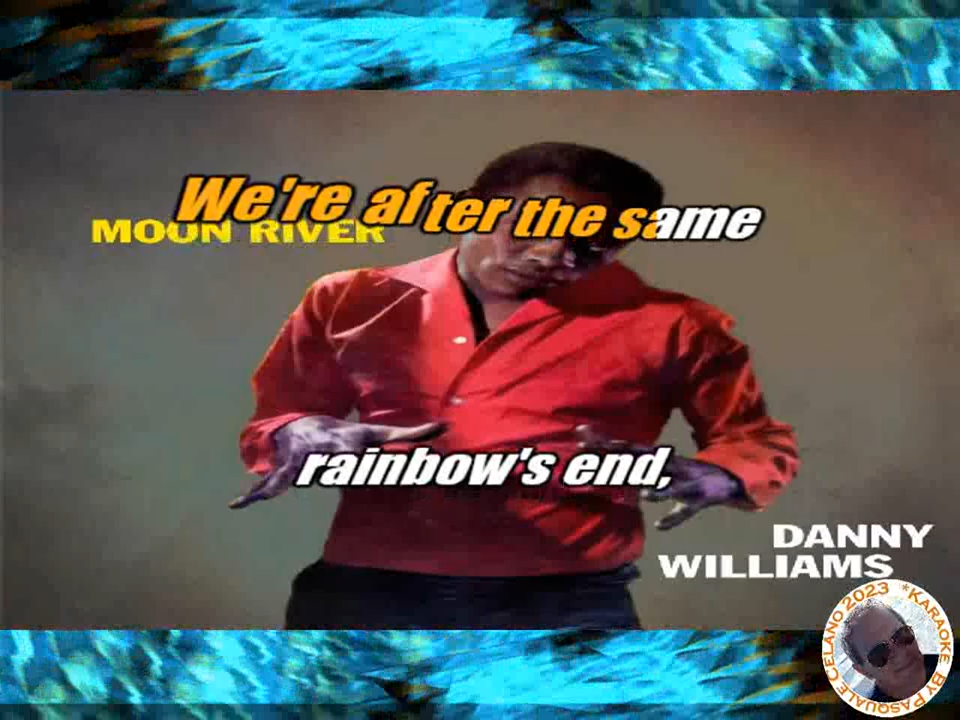 We're after the same
MOON RIVER
rainbow's end,
DANNY
WILLIAMS
*KARAOKE BY PASQUALE CELANO 2023